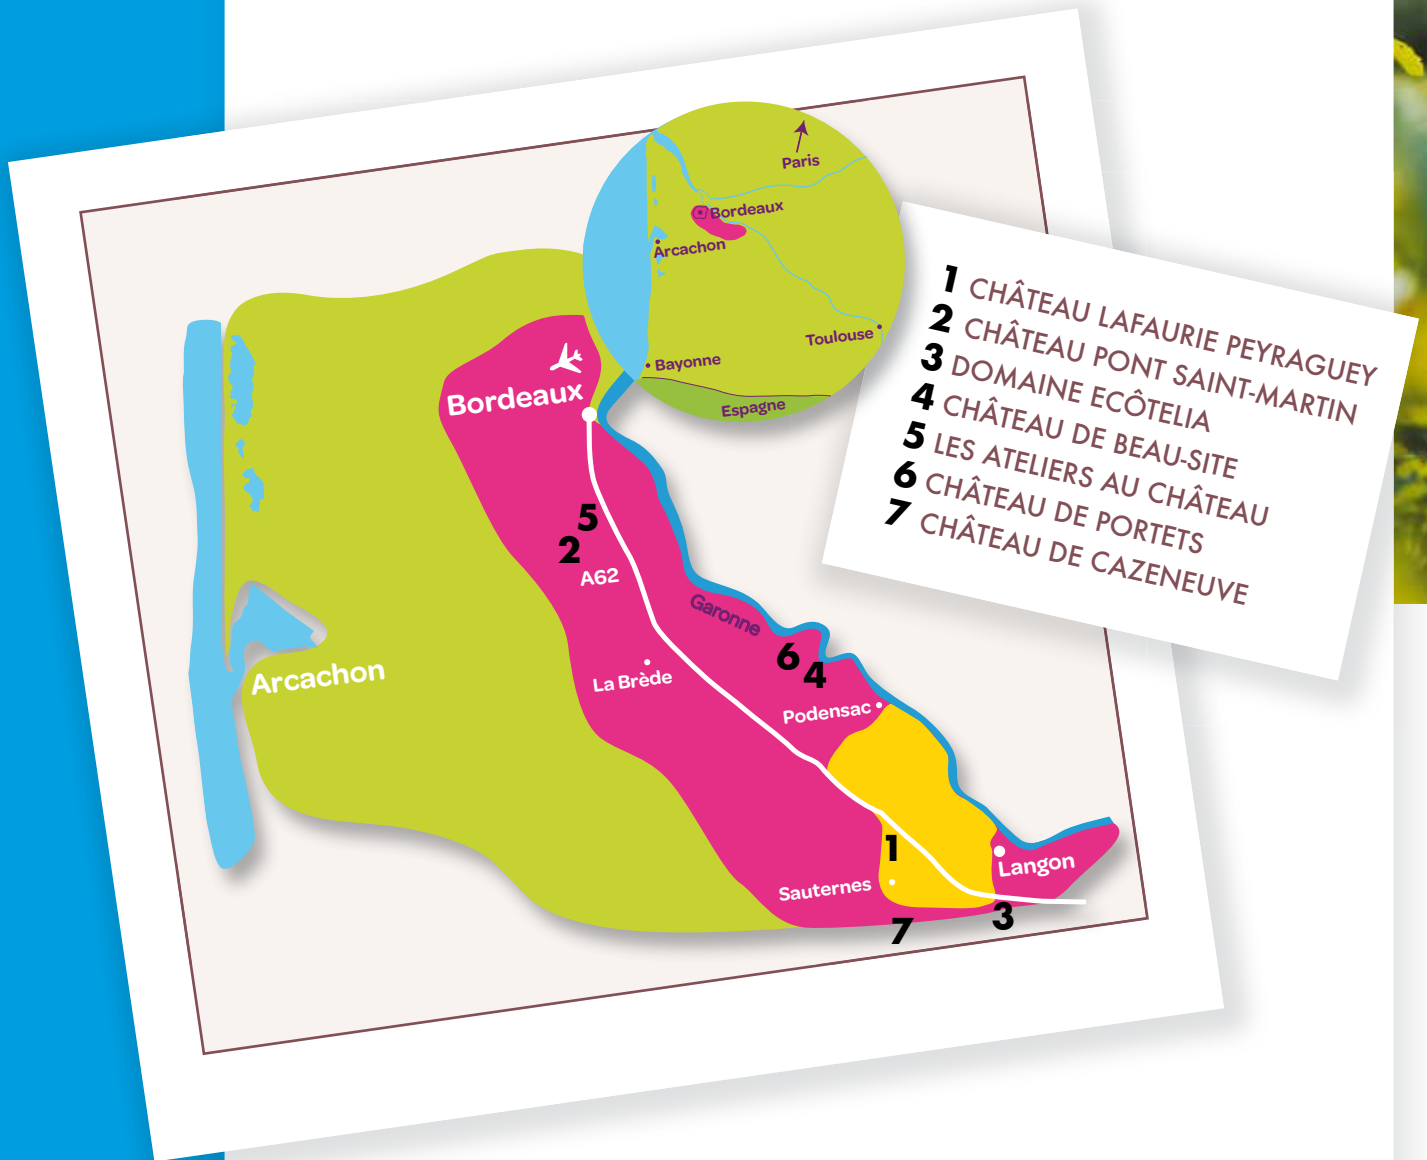 Paris
Bordeaux
Arcachon
Toulouse
Bayonne
Espagne
1 CHÂTEAU LAFAURIE PEYRAGUEY
2 CHÂTEAU PONT SAINT-MARTIN
3 DOMAINE ECÔTELIA
4 CHÂTEAU DE BEAU-SITE
5 LES ATELIERS AU CHÂTEAU
6 CHÂTEAU DE PORTETS
7 CHÂTEAU DE CAZENEUVE
Bordeaux
5
2
A62
Garonne
6
4
La Brède
Arcachon
Podensac
1
Langon
Sauternes
3
7